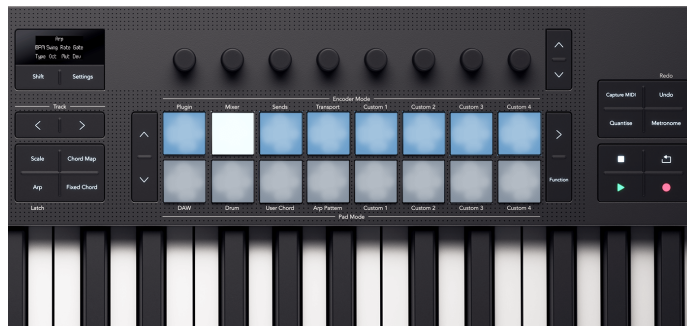 Arp
BPM Swng Rate Gate
Type Oct Mut Dev
Shift Settings
Track
Scale Chord Map
Arp Fixed Chord
Latch
Encoder Mode
Plugin Mixer Sends Transport Custom 1 Custom 2 Custom 3 Custom 4
Function
DAW Drum User Chord Arp Pattern Custom 1 Custom 2 Custom 3 Custom 4
Pad Mode
Redo
Capture MIDI Undo
Quantise Metronome